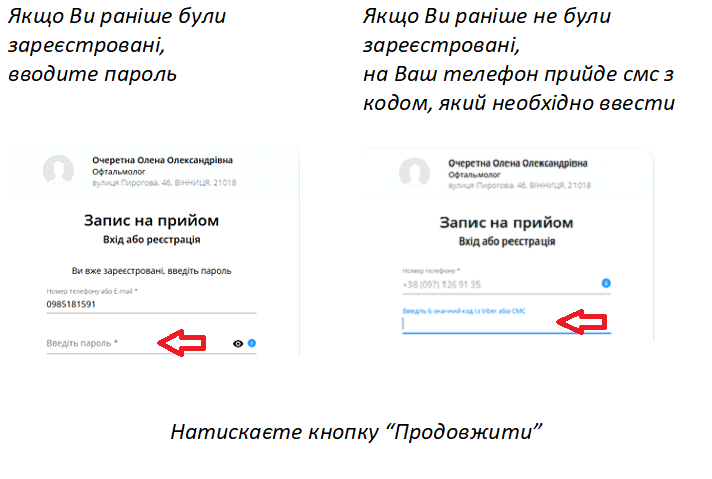 Якщо Ви раніше були
зареєстровані,
вводите пароль
Якщо Ви раніше не були
зареєстровані,
на Ваш телефон прийде смс з
кодом, який необхідно ввести
Очеретна Олена Олександрівна
Офтальмолог
вулиця Пирогова, 46, ВІННИЦЯ, 21018
Запис на прийом
Вхід або реєстрація
Ви вже зареєстровані, введіть пароль
Номер телефону або E-mail *
0985181591
Введіть пароль *
Очеретна Олена Олександрівна
Офтальмолог
вулиця Пирогова, 46, ВІННИЦЯ, 21018
Запис на прийом
Вхід або реєстрація
Номер телефону *
+38 (097) 126 91 35
Введіть 6-значний код із Viber або СМС
Натискаєте кнопку “Продовжити”